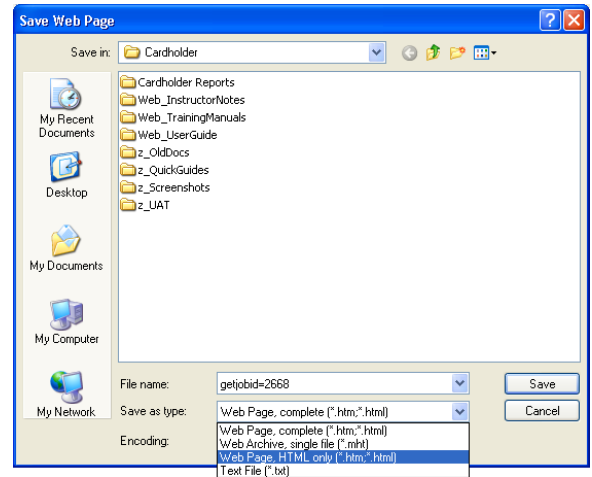 Save Web Page
Save in: Cardholder
Cardholder Reports
Web_InstructorNotes
Web_TrainingManuals
Web_UserGuide
z_OldDocs
z_QuickGuides
z_Screenshots
z_UAT
My Recent
Documents
Desktop
My Documents
My Computer
My Network
File name: getjobid=2668 Save
Save as type: Web Page, complete (*.htm;*.html) Cancel
Encoding:
Web Page, complete (*.htm;*.html)
Web Archive, single file (*.mht)
Web Page, HTML only (*.htm;*.html)
Text File (*.txt)